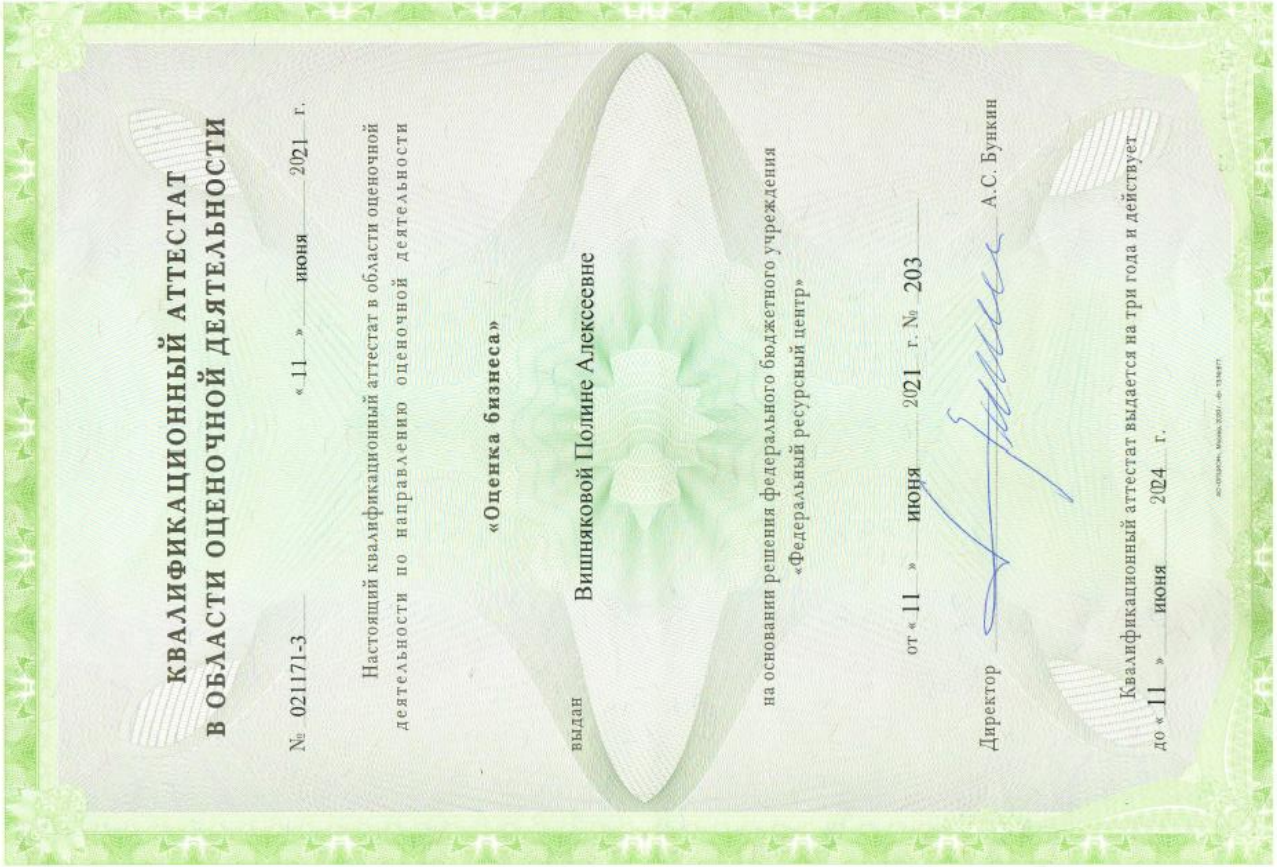 КВАЛИФИКАЦИОННЫЙ АТТЕСТАТ
В ОБЛАСТИ ОЦЕНОЧНОЙ ДЕЯТЕЛЬНОСТИ
№ 021171-3 « 11 » июня 2021 г.
Настоящий квалификационный аттестат в области оценочной
деятельности по направлению оценочной деятельности
«Оценка бизнеса»
выдан Вишняковой Полине Алексеевне
на основании решения федерального бюджетного учреждения
«Федеральный ресурсный центр»
от « 11 » июня 2021 г. № 203
Директор А.С. Бункин
Квалификационный аттестат выдается на три года и действует
до « 11 » июня 2024 г.